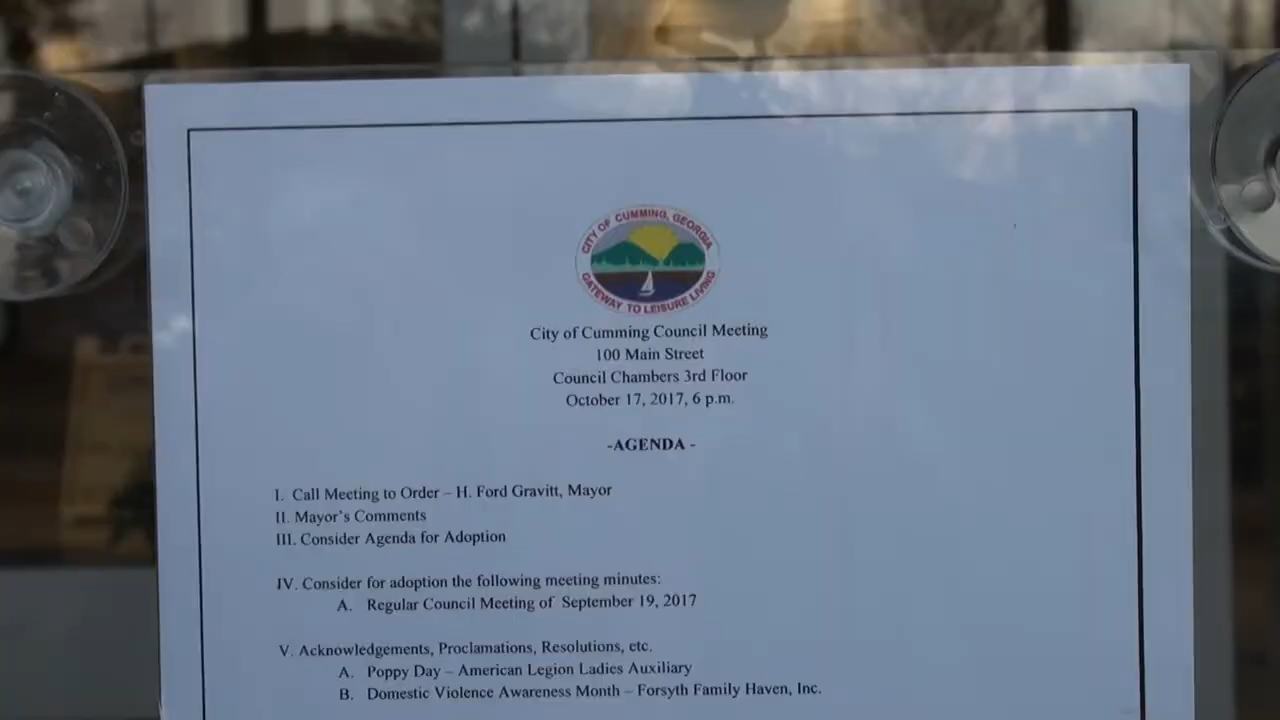 CITY OF CUMMING, GEORGIA
GATEWAY TO LEISURE LIVING
City of Cumming Council Meeting
100 Main Street
Council Chambers 3rd Floor
October 17, 2017, 6 p.m.
-AGENDA -
I. Call Meeting to Order – H. Ford Gravitt, Mayor
II. Mayor's Comments
III. Consider Agenda for Adoption
IV. Consider for adoption the following meeting minutes:
A. Regular Council Meeting of September 19, 2017
V. Acknowledgements, Proclamations, Resolutions, etc.
A. Poppy Day – American Legion Ladies Auxiliary
B. Domestic Violence Awareness Month – Forsyth Family Haven, Inc.